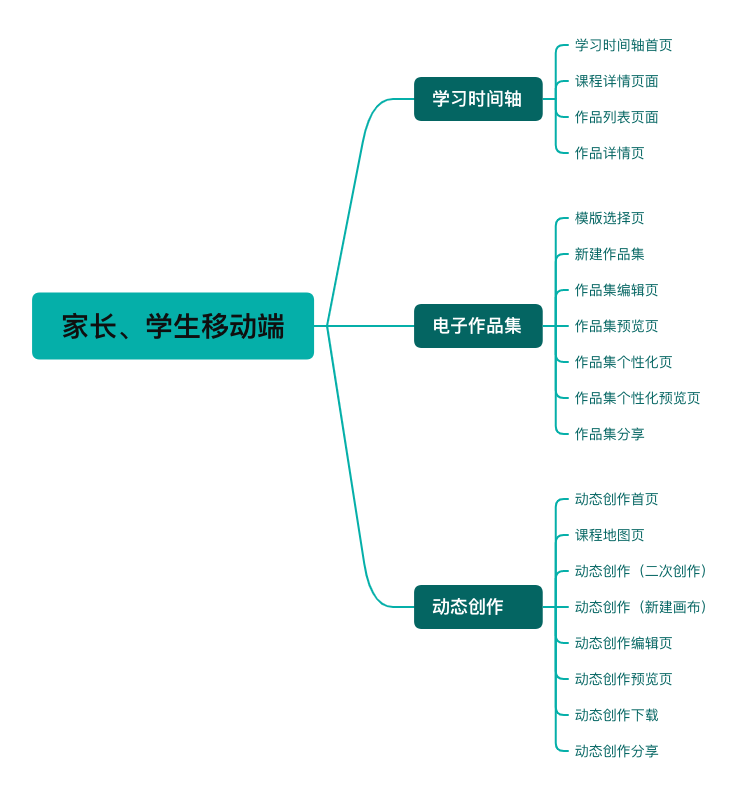 家长、学生移动端
学习时间轴
学习时间轴首页
课程详情页面
作品列表页面
作品详情页
电子作品集
模版选择页
新建作品集
作品集编辑页
作品集预览页
作品集个性化页
作品集个性化预览页
作品集分享
动态创作
动态创作首页
课程地图页
动态创作（二次创作）
动态创作（新建画布）
动态创作编辑页
动态创作预览页
动态创作下载
动态创作分享